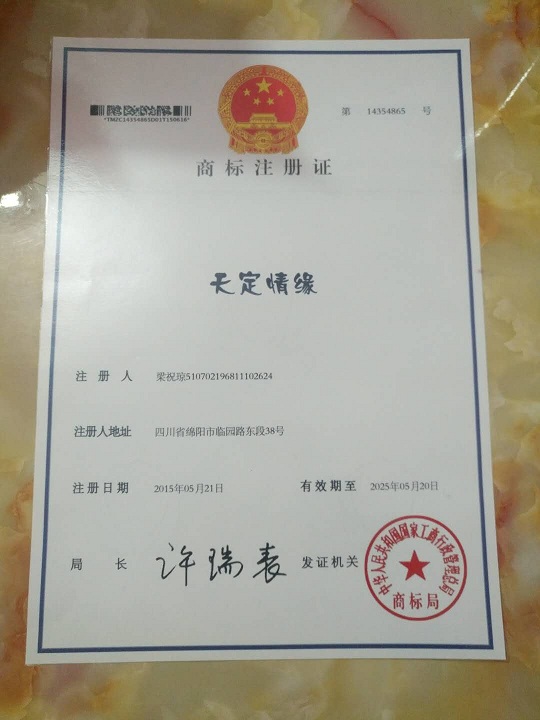 *TMZC14354865D01T150618*
第 14354865 号
商标注册证
天定情缘
注 册 人 梁祝琼510702196811102624
注册人地址 四川省绵阳市临园路东段38号
注册日期 2015年05月21日 有效期至 2025年05月20日
局 长 许瑞表 发证机关
中华人民共和国国家工商行政管理总局
商标局